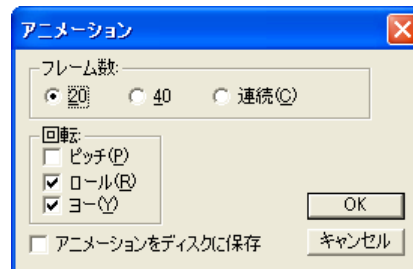 アニメーション
フレーム数:
20 40 連続(C)
回転:
ピッチ(P)
ロール(R)
ヨー(Y)
OK
アニメーションをディスクに保存 キャンセル